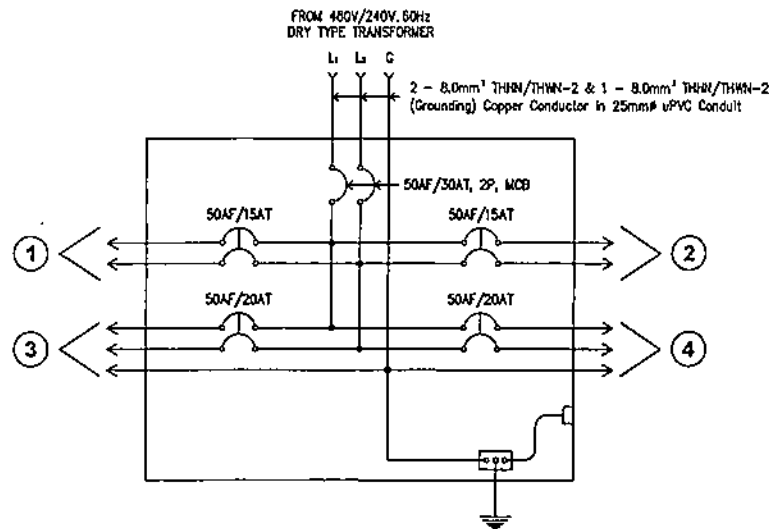 FROM 480V/240V.60Hz
DRY TYPE TRANSFORMER
L₁ L₂ G
2 - 8.0mm² THHN/THWN-2 & 1 - 8.0mm² THHN/THWN-2
(Grounding) Copper Conductor in 25mmø uPVC Conduit
50AF/30AT, 2P, MCB
50AF/15AT 50AF/15AT
1 2
50AF/20AT 50AF/20AT
3 4